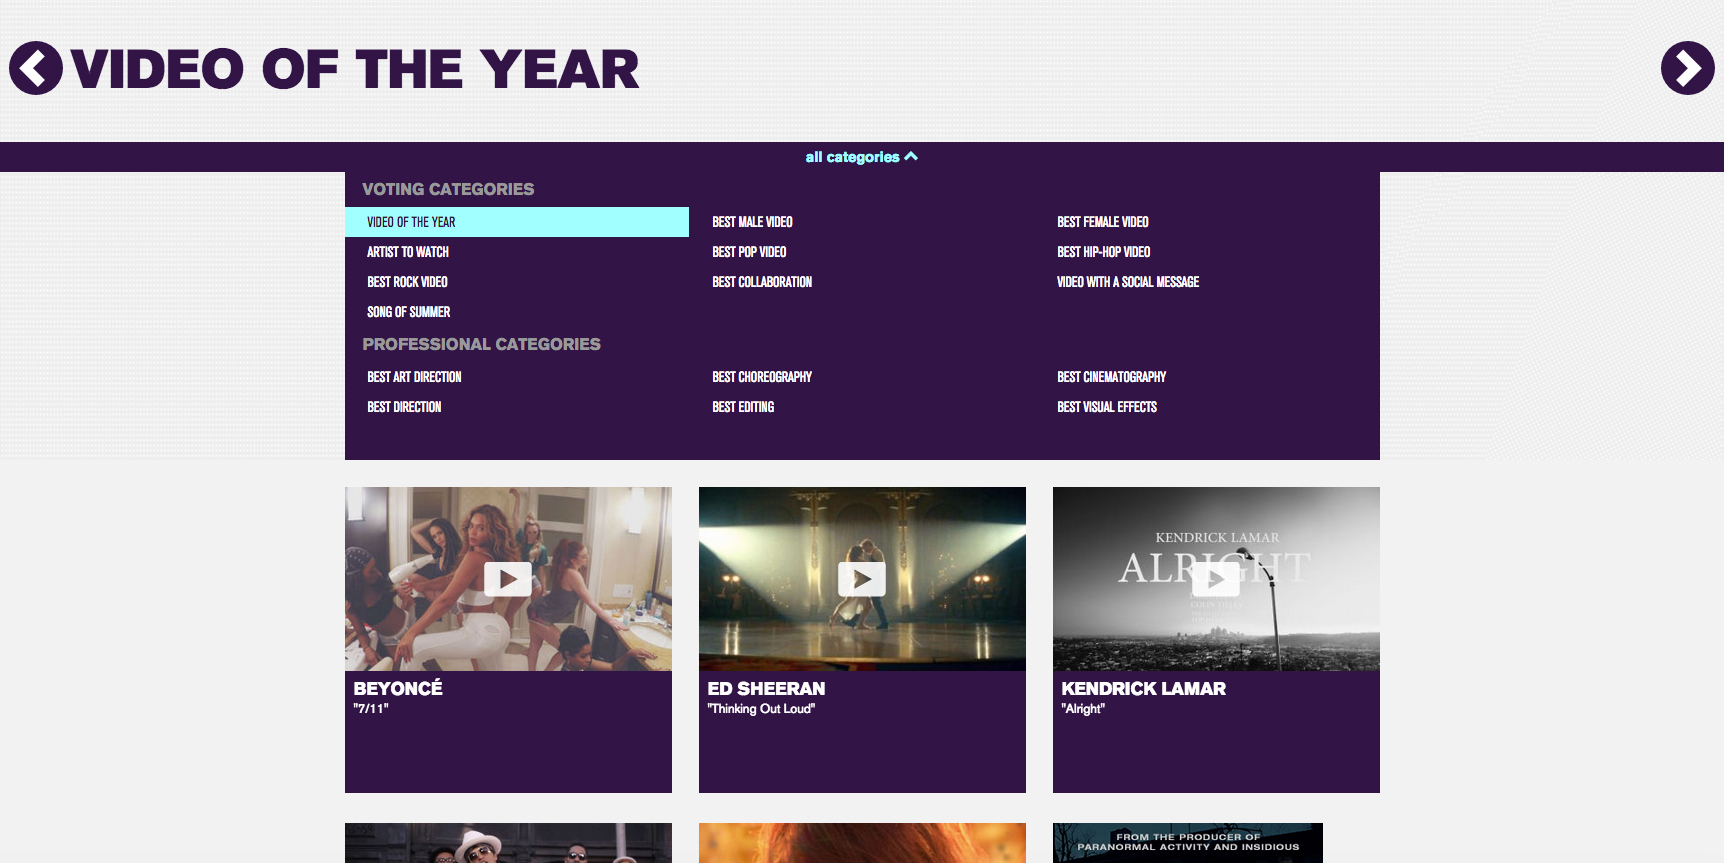 VIDEO OF THE YEAR
all categories
VOTING CATEGORIES
VIDEO OF THE YEAR
BEST MALE VIDEO
BEST FEMALE VIDEO
ARTIST TO WATCH
BEST POP VIDEO
BEST HIP-HOP VIDEO
BEST ROCK VIDEO
BEST COLLABORATION
VIDEO WITH A SOCIAL MESSAGE
SONG OF SUMMER
PROFESSIONAL CATEGORIES
BEST ART DIRECTION
BEST CHOREOGRAPHY
BEST CINEMATOGRAPHY
BEST DIRECTION
BEST EDITING
BEST VISUAL EFFECTS
KENDRICK LAMAR
ALRIGHT
BEYONCÉ
"7/11"
ED SHEERAN
"Thinking Out Loud"
KENDRICK LAMAR
"Alright"
FROM THE PRODUCER OF
PARANORMAL ACTIVITY AND INSIDIOUS